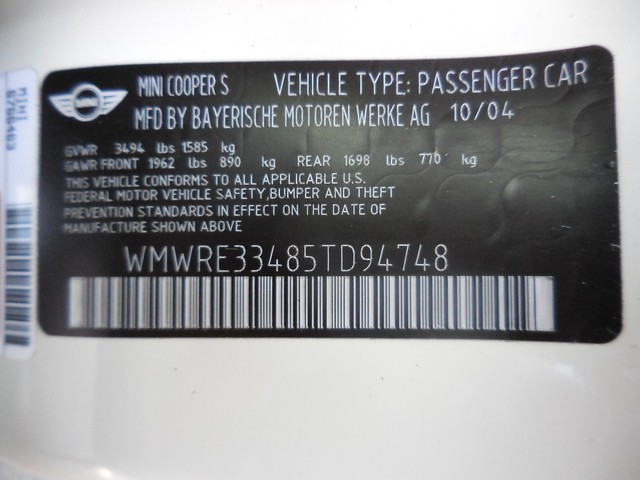 MINI COOPER S VEHICLE TYPE: PASSENGER CAR
MINI
MFD BY BAYERISCHE MOTOREN WERKE AG 10/04
GVWR 3494 lbs 1585 kg
GAWR FRONT 1962 lbs 890 kg REAR 1698 lbs 770 kg
THIS VEHICLE CONFORMS TO ALL APPLICABLE U.S.
FEDERAL MOTOR VEHICLE SAFETY,BUMPER AND THEFT
PREVENTION STANDARDS IN EFFECT ON THE DATE OF
MANUFACTURE SHOWN ABOVE
WMWRE33485TD94748